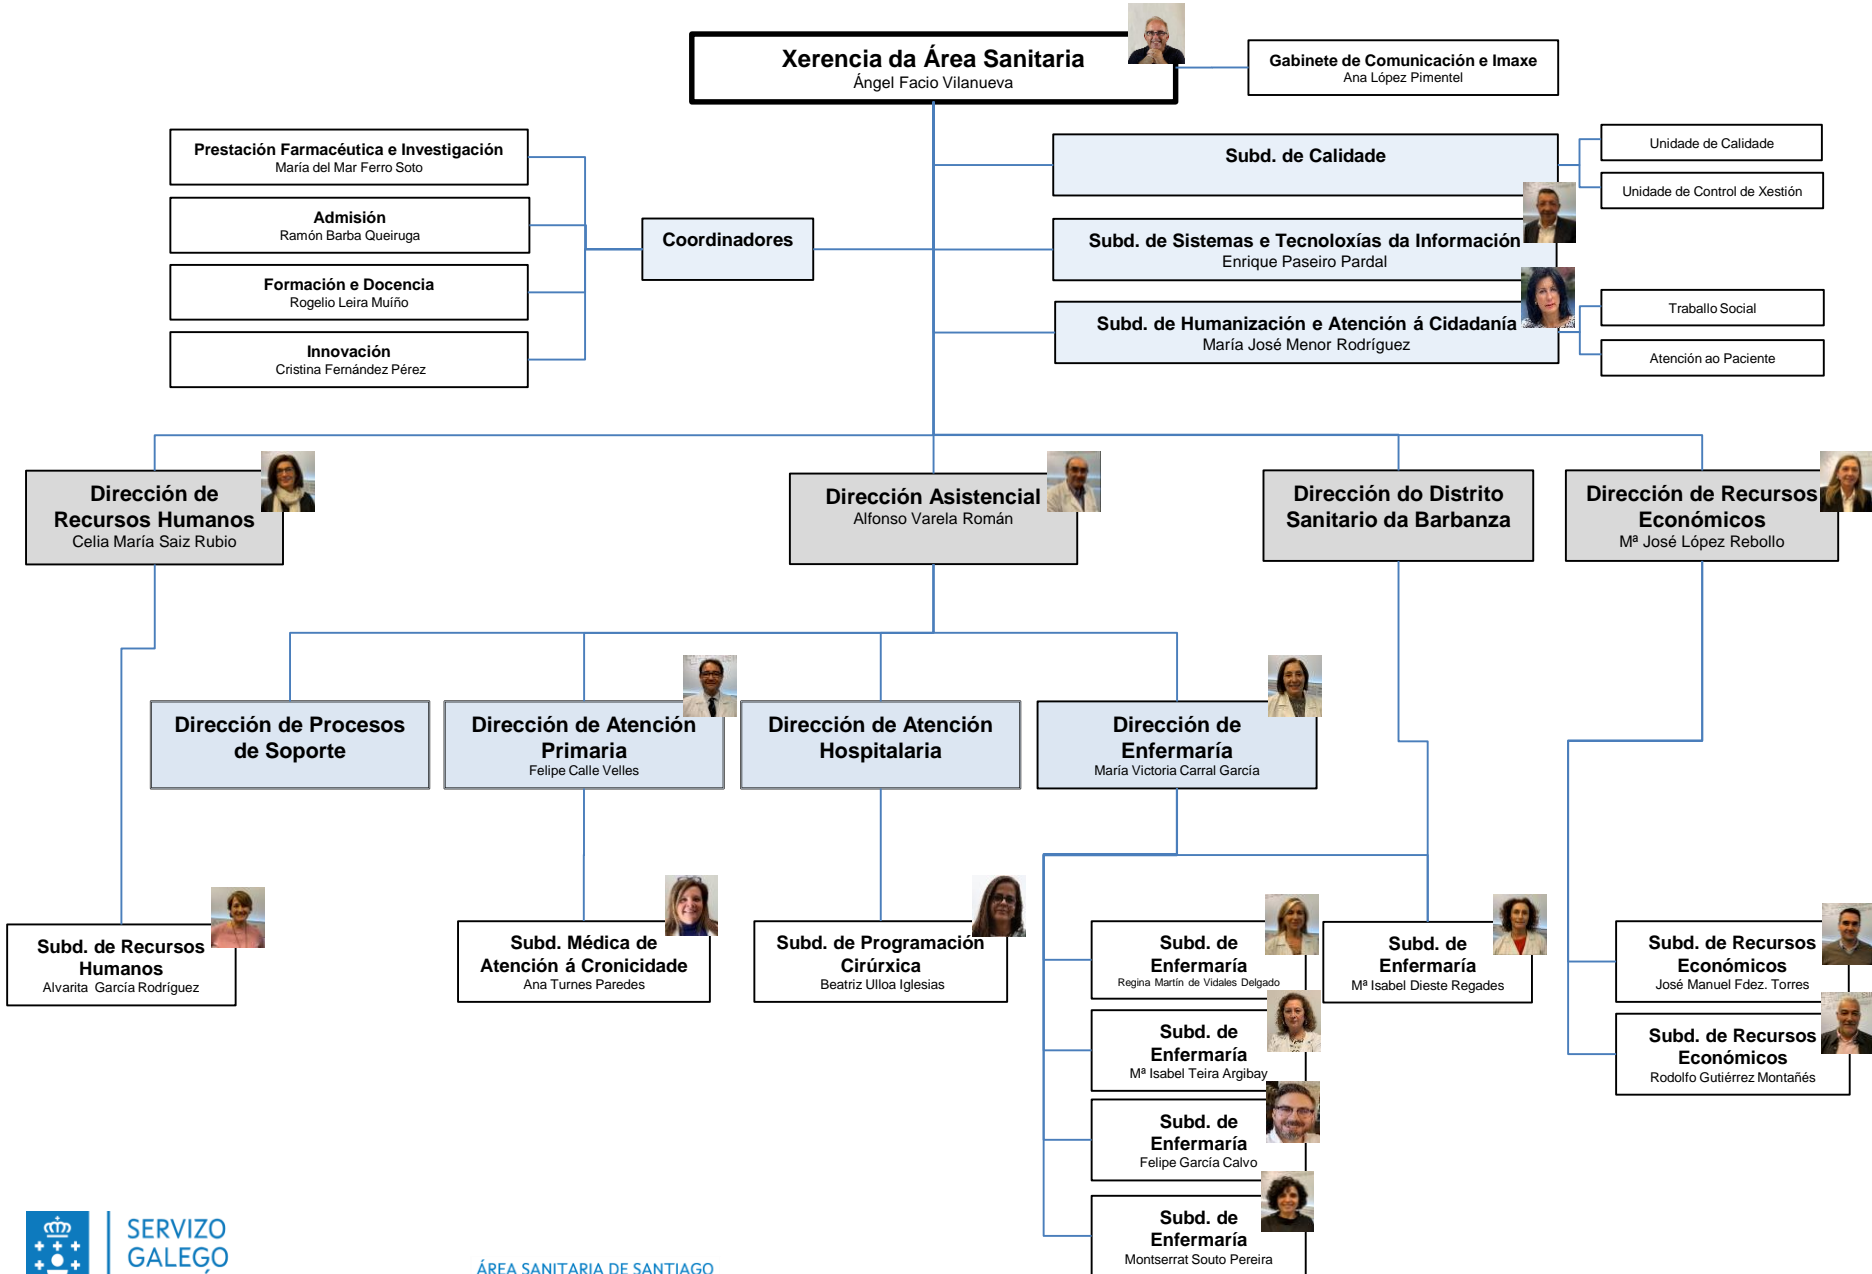 Xerencia da Área Sanitaria
Ángel Facio Vilanueva
Gabinete de Comunicación e Imaxe
Ana López Pimentel
Prestación Farmacéutica e Investigación
María del Mar Ferro Soto
Admisión
Ramón Barba Queiruga
Formación e Docencia
Rogelio Leira Muíño
Innovación
Cristina Fernández Pérez
Coordinadores
Subd. de Calidade
Unidade de Calidade
Unidade de Control de Xestión
Subd. de Sistemas e Tecnoloxías da Información
Enrique Paseiro Pardal
Subd. de Humanización e Atención á Cidadanía
María José Menor Rodríguez
Traballo Social
Atención ao Paciente
Dirección de
Recursos Humanos
Celia María Saiz Rubio
Dirección Asistencial
Alfonso Varela Román
Dirección do Distrito
Sanitario da Barbanza
Dirección de Recursos
Económicos
Mª José López Rebollo
Dirección de Procesos
de Soporte
Dirección de Atención
Primaria
Felipe Calle Velles
Dirección de Atención
Hospitalaria
Dirección de
Enfermaría
María Victoria Carral García
Subd. de Recursos
Humanos
Alvarita García Rodríguez
Subd. Médica de
Atención á Cronicidade
Ana Turnes Paredes
Subd. de Programación
Cirúrxica
Beatriz Ulloa Iglesias
Subd. de
Enfermaría
Regina Martín de Vidales Delgado
Subd. de
Enfermaría
Mª Isabel Dieste Regades
Subd. de Recursos
Económicos
José Manuel Fdez. Torres
Subd. de
Enfermaría
Mª Isabel Teira Argibay
Subd. de Recursos
Económicos
Rodolfo Gutiérrez Montañés
Subd. de
Enfermaría
Felipe García Calvo
Subd. de
Enfermaría
Montserrat Souto Pereira
SERVIZO
GALEGO
ÁREA SANITARIA DE SANTIAGO